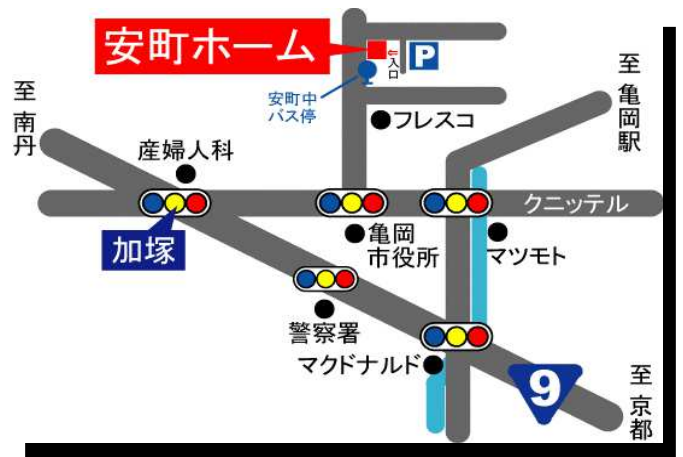 安町ホーム
入口
P
安町中
バス停
至 南丹
至 亀岡駅
フレスコ
産婦人科
クニッテル
加塚
亀岡
市役所
マツモト
警察署
マクドナルド
9
至 京都